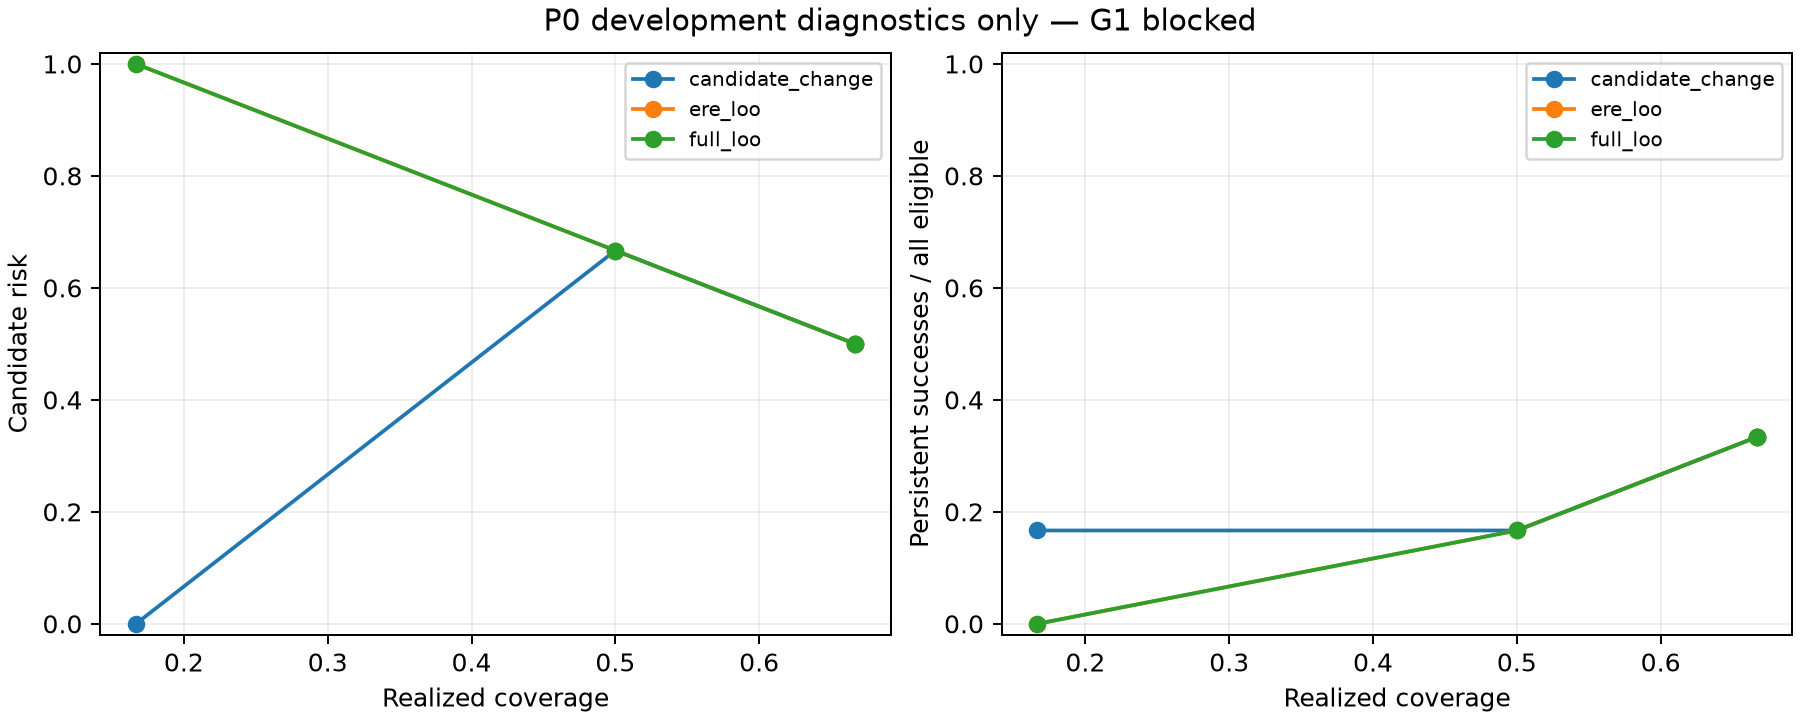 P0 development diagnostics only — G1 blocked
Candidate risk
1.0
0.8
0.6
0.4
0.2
0.0
candidate_change
ere_loo
full_loo
0.2 0.3 0.4 0.5 0.6
Realized coverage
Persistent successes / all eligible
1.0
0.8
0.6
0.4
0.2
0.0
candidate_change
ere_loo
full_loo
0.2 0.3 0.4 0.5 0.6
Realized coverage